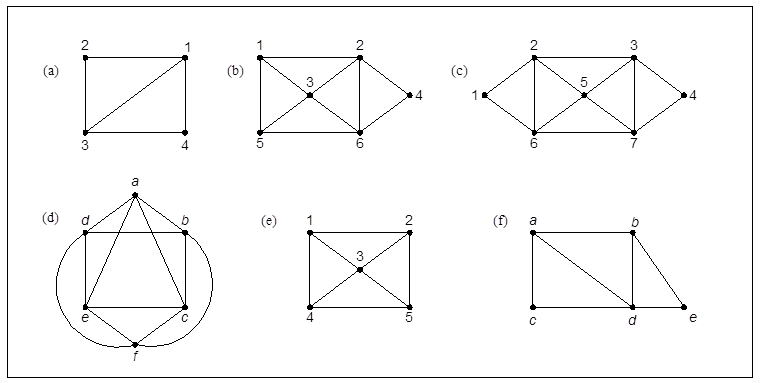 2 1 1 2 2 3
(a) (b) 3 (c) 5
4 1 4
3 4 5 6 6 7
a
(d) d b (e) 1 2 (f) a b
3
e c 4 5 c d e
f